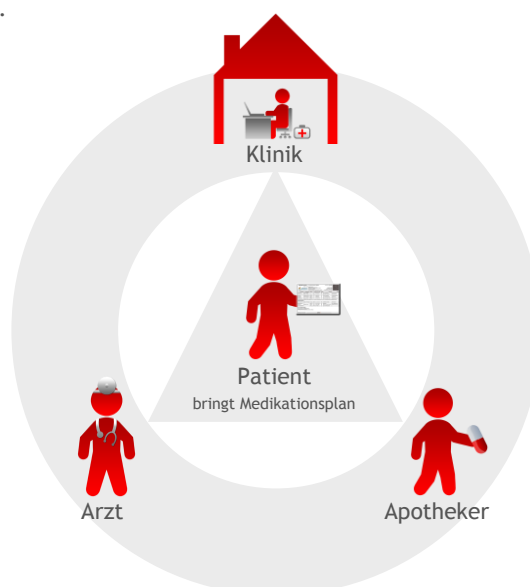 .
Klinik
Patient
bringt Medikationsplan
Arzt
Apotheker